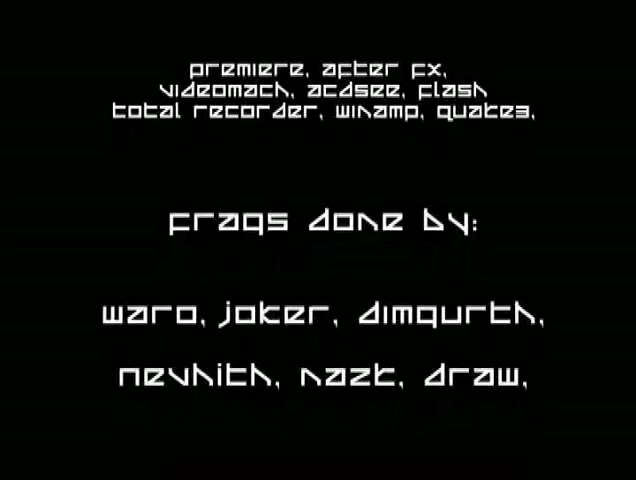 premiere, after fx,
videomach, acdsee, flash
total recorder, winamp, quake3,
frags done by:
waro, joker, dimqurth,
nevhith, nazt, draw,